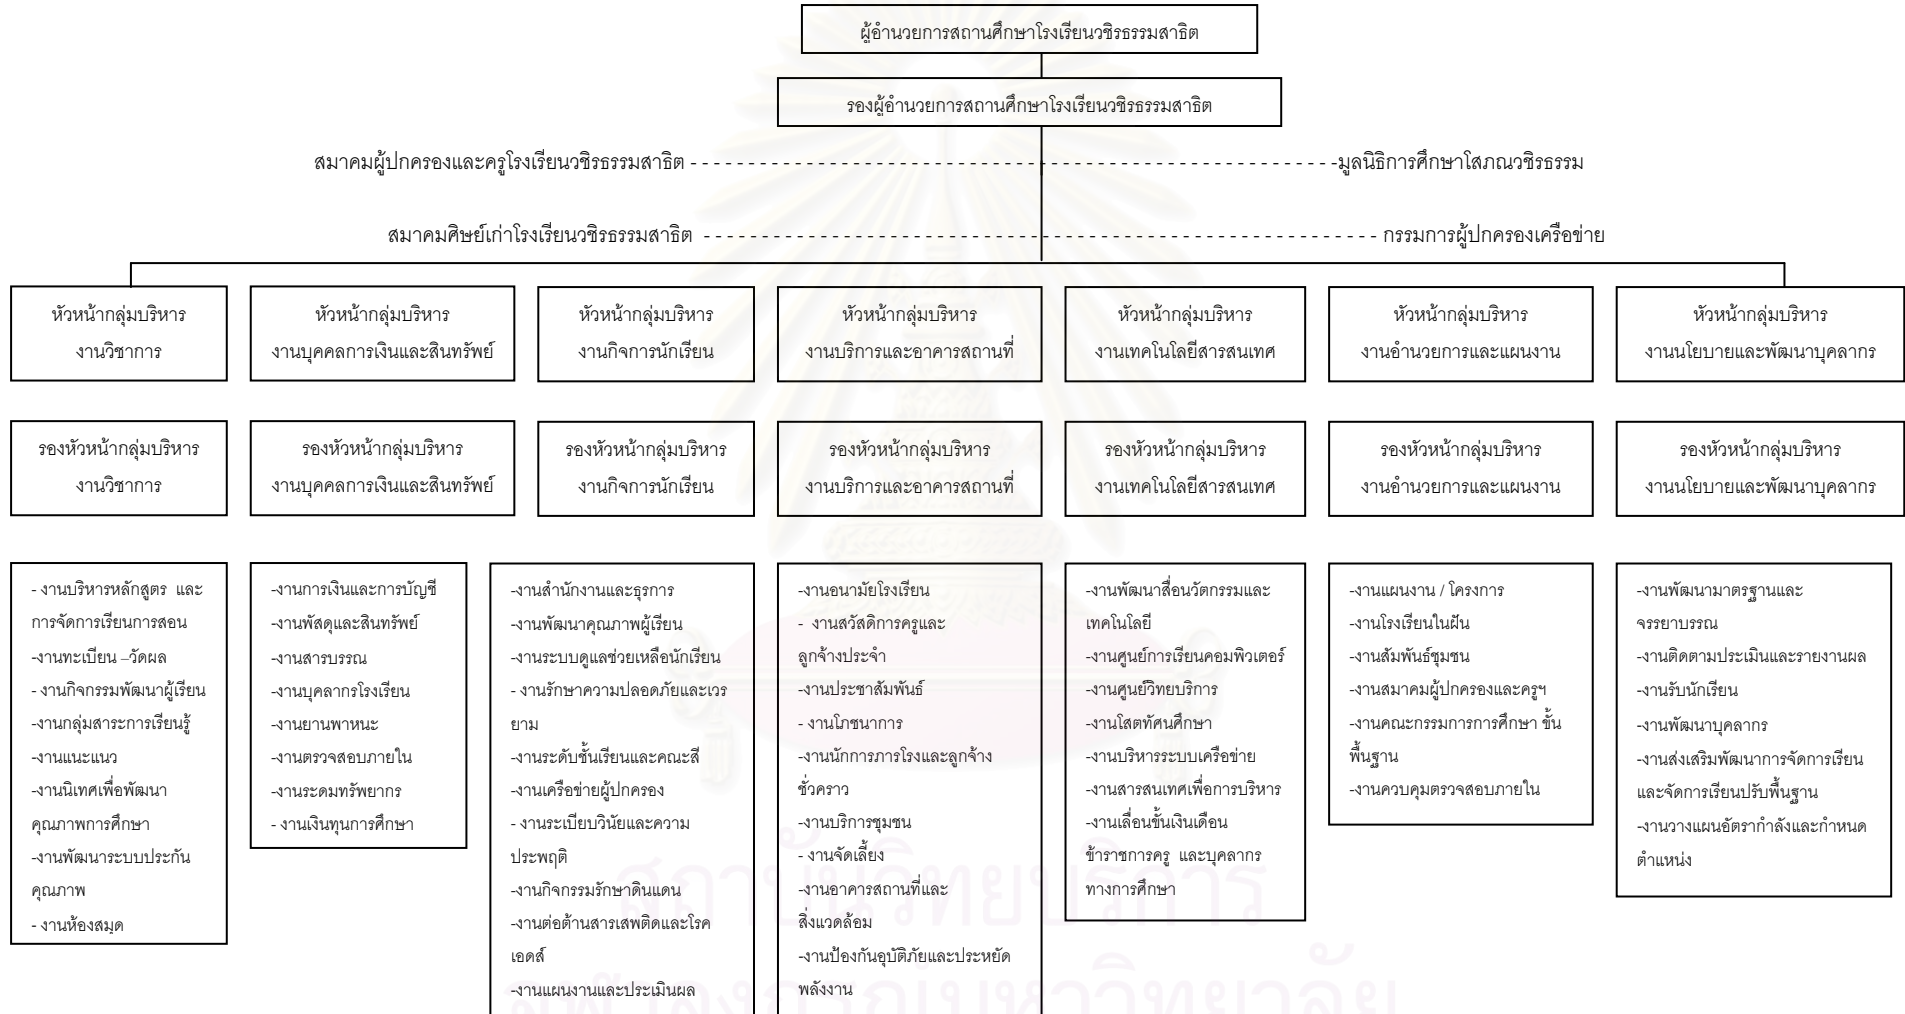 ผู้อำนวยการสถานศึกษาโรงเรียนวชิรธรรมสาธิต
รองผู้อำนวยการสถานศึกษาโรงเรียนวชิรธรรมสาธิต
สมาคมผู้ปกครองและครูโรงเรียนวชิรธรรมสาธิต
มูลนิธิการศึกษาโสภณวชิรธรรม
สมาคมศิษย์เก่าโรงเรียนวชิรธรรมสาธิต
กรรมการผู้ปกครองเครือข่าย
หัวหน้ากลุ่มบริหาร
งานวิชาการ
หัวหน้ากลุ่มบริหาร
งานบุคคลการเงินและสินทรัพย์
หัวหน้ากลุ่มบริหาร
งานกิจการนักเรียน
หัวหน้ากลุ่มบริหาร
งานบริการและอาคารสถานที่
หัวหน้ากลุ่มบริหาร
งานเทคโนโลยีสารสนเทศ
หัวหน้ากลุ่มบริหาร
งานอำนวยการและแผนงาน
หัวหน้ากลุ่มบริหาร
งานนโยบายและพัฒนาบุคลากร
รองหัวหน้ากลุ่มบริหาร
งานวิชาการ
รองหัวหน้ากลุ่มบริหาร
งานบุคคลการเงินและสินทรัพย์
รองหัวหน้ากลุ่มบริหาร
งานกิจการนักเรียน
รองหัวหน้ากลุ่มบริหาร
งานบริการและอาคารสถานที่
รองหัวหน้ากลุ่มบริหาร
งานเทคโนโลยีสารสนเทศ
รองหัวหน้ากลุ่มบริหาร
งานอำนวยการและแผนงาน
รองหัวหน้ากลุ่มบริหาร
งานนโยบายและพัฒนาบุคลากร
- งานบริหารหลักสูตร และ
การจัดการเรียนการสอน
-งานทะเบียน –วัดผล
- งานกิจกรรมพัฒนาผู้เรียน
-งานกลุ่มสาระการเรียนรู้
-งานแนะแนว
-งานนิเทศเพื่อพัฒนา
คุณภาพการศึกษา
-งานพัฒนาระบบประกัน
คุณภาพ
- งานห้องสมุด
-งานการเงินและการบัญชี
-งานพัสดุและสินทรัพย์
-งานสารบรรณ
-งานบุคลากรโรงเรียน
-งานยานพาหนะ
-งานตรวจสอบภายใน
-งานระดมทรัพยากร
- งานเงินทุนการศึกษา
-งานสำนักงานและธุรการ
-งานพัฒนาคุณภาพผู้เรียน
-งานระบบดูแลช่วยเหลือนักเรียน
- งานรักษาความปลอดภัยและเวร
ยาม
-งานระดับชั้นเรียนและคณะสี
-งานเครือข่ายผู้ปกครอง
- งานระเบียบวินัยและความ
ประพฤติ
-งานกิจกรรมรักษาดินแดน
-งานต่อต้านสารเสพติดและโรค
เอดส์
-งานแผนงานและประเมินผล
-งานอนามัยโรงเรียน
- งานสวัสดิการครูและ
ลูกจ้างประจำ
-งานประชาสัมพันธ์
- งานโภชนาการ
-งานนักการภารโรงและลูกจ้าง
ชั่วคราว
-งานบริการชุมชน
- งานจัดเลี้ยง
-งานอาคารสถานที่และ
สิ่งแวดล้อม
-งานป้องกันอุบัติภัยและประหยัด
พลังงาน
-งานพัฒนาสื่อนวัตกรรมและ
เทคโนโลยี
-งานศูนย์การเรียนคอมพิวเตอร์
-งานศูนย์วิทยบริการ
-งานโสตทัศนศึกษา
-งานบริหารระบบเครือข่าย
-งานสารสนเทศเพื่อการบริหาร
-งานเลื่อนขั้นเงินเดือน
ข้าราชการครู และบุคลากร
ทางการศึกษา
-งานแผนงาน / โครงการ
-งานโรงเรียนในฝัน
-งานสัมพันธ์ชุมชน
-งานสมาคมผู้ปกครองและครูฯ
-งานคณะกรรมการการศึกษา ขั้น
พื้นฐาน
-งานควบคุมตรวจสอบภายใน
-งานพัฒนามาตรฐานและ
จรรยาบรรณ
-งานติดตามประเมินและรายงานผล
-งานรับนักเรียน
-งานพัฒนาบุคลากร
-งานส่งเสริมพัฒนาการจัดการเรียน
และจัดการเรียนปรับพื้นฐาน
-งานวางแผนอัตรากำลังและกำหนด
ตำแหน่ง
สถาบันวิทยบริการ
จุฬาลงกรณ์มหาวิทยาลัย